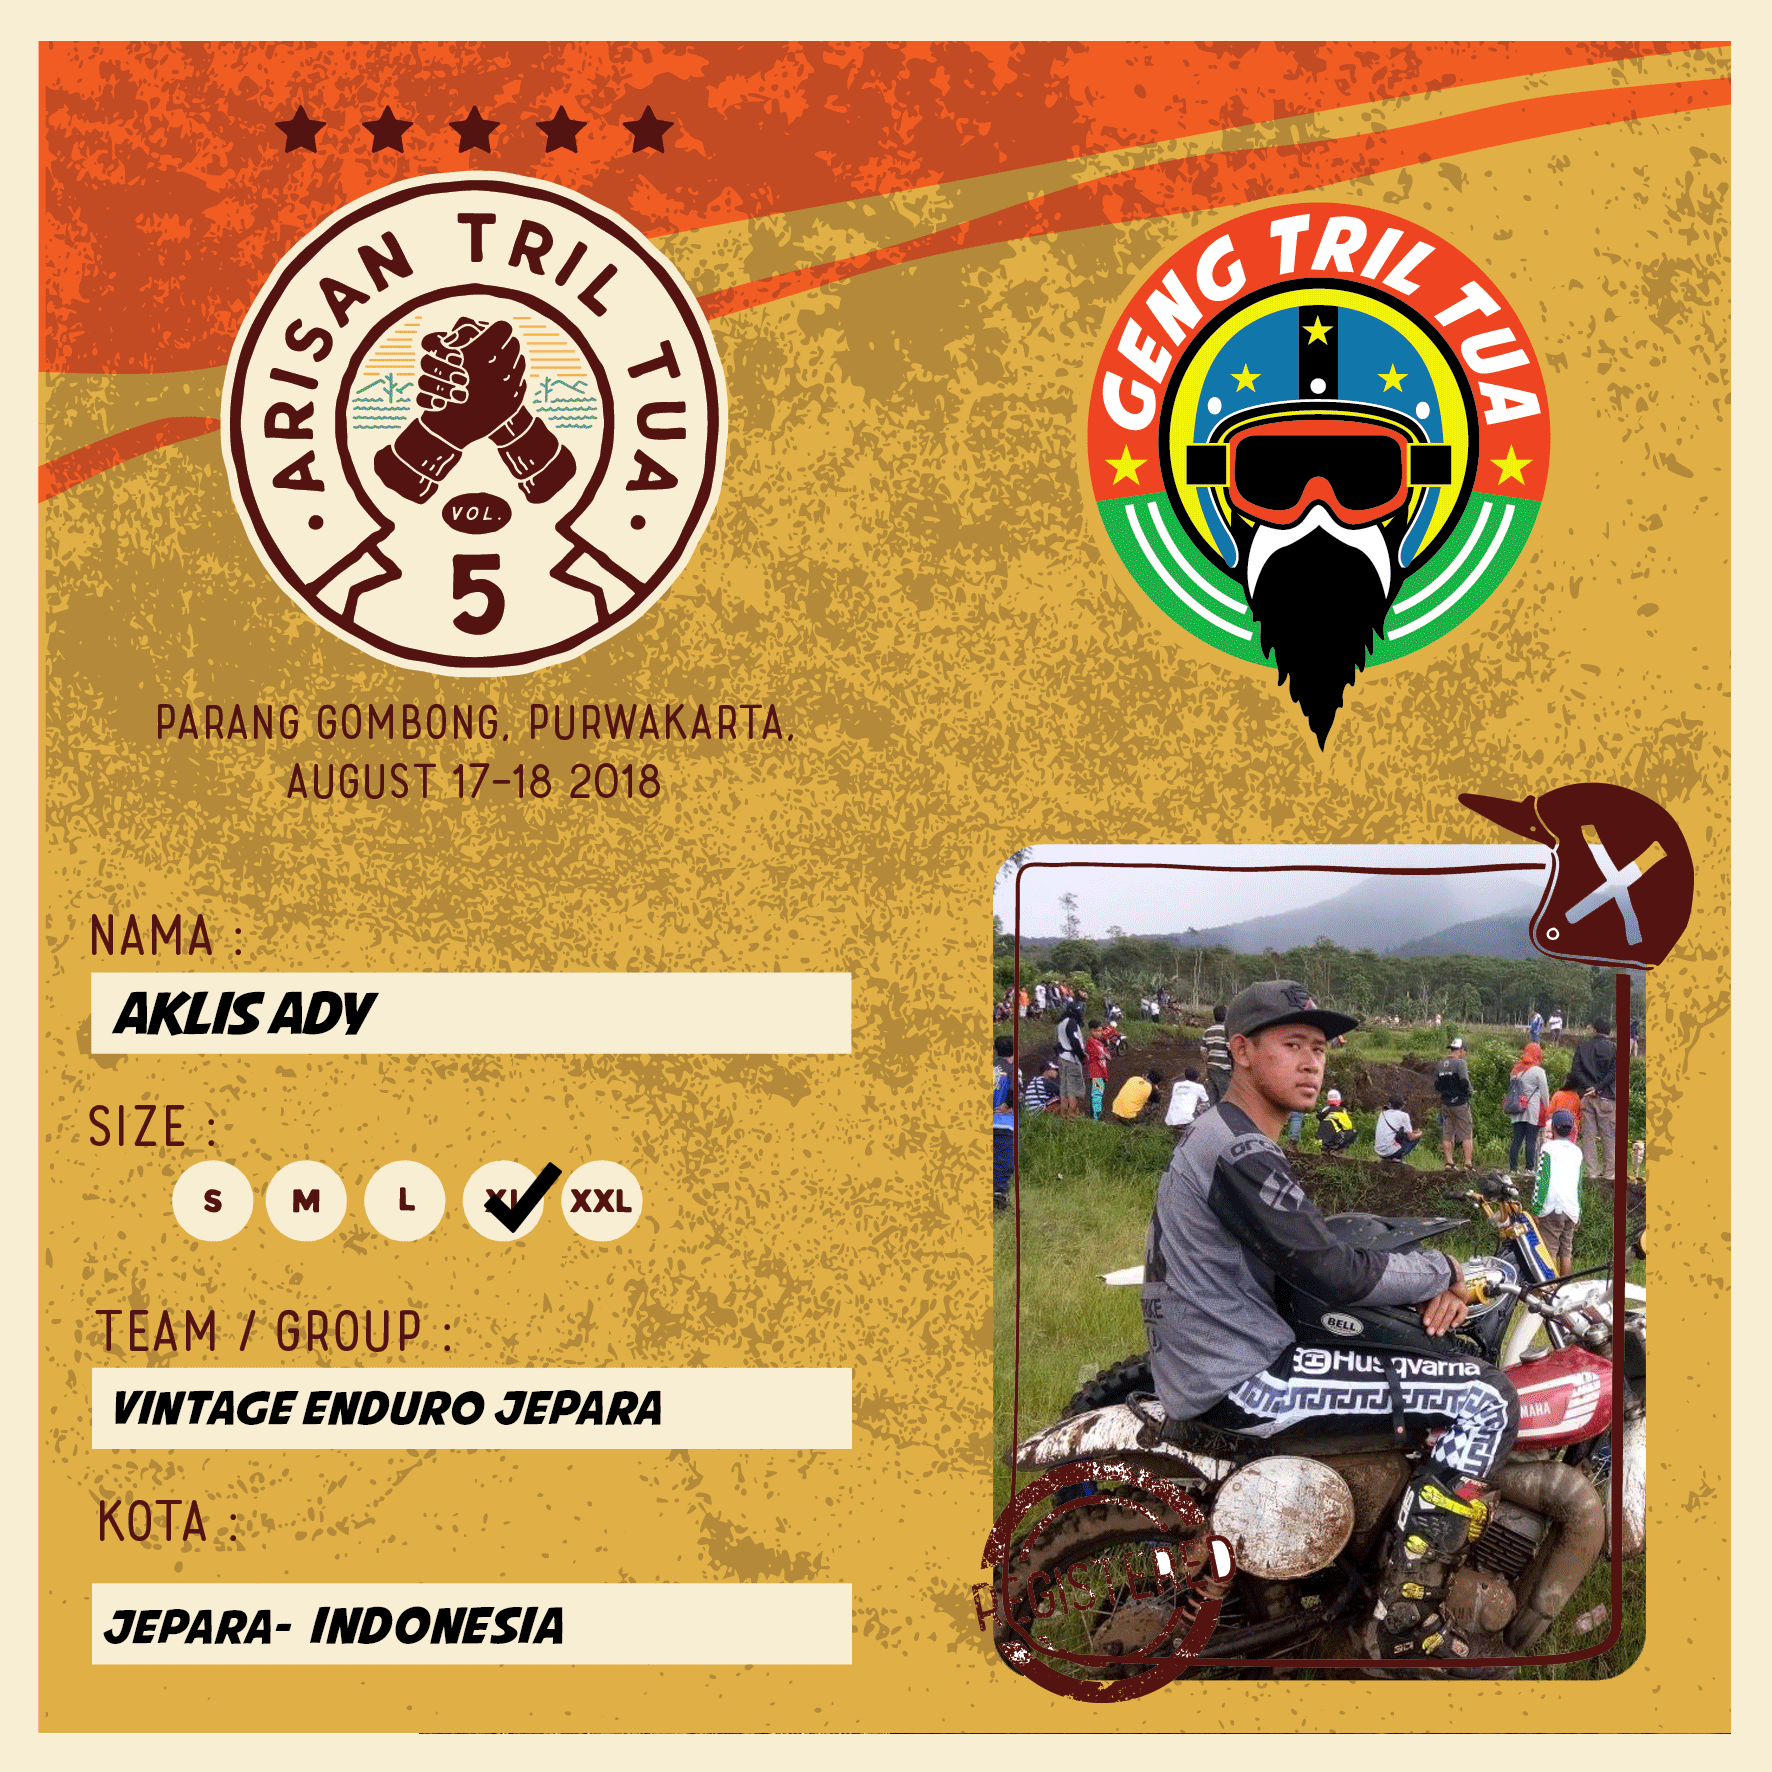 ARISAN TRIL TUA
VOL.
5
GENG TRIL TUA
PARANG GOMBONG, PURWAKARTA,
AUGUST 17-18 2018
NAMA :
AKLIS ADY
SIZE :
S M L XL XXL
TEAM / GROUP :
VINTAGE ENDURO JEPARA
KOTA :
JEPARA- INDONESIA
BELL
Husqvarna
REGISTERED